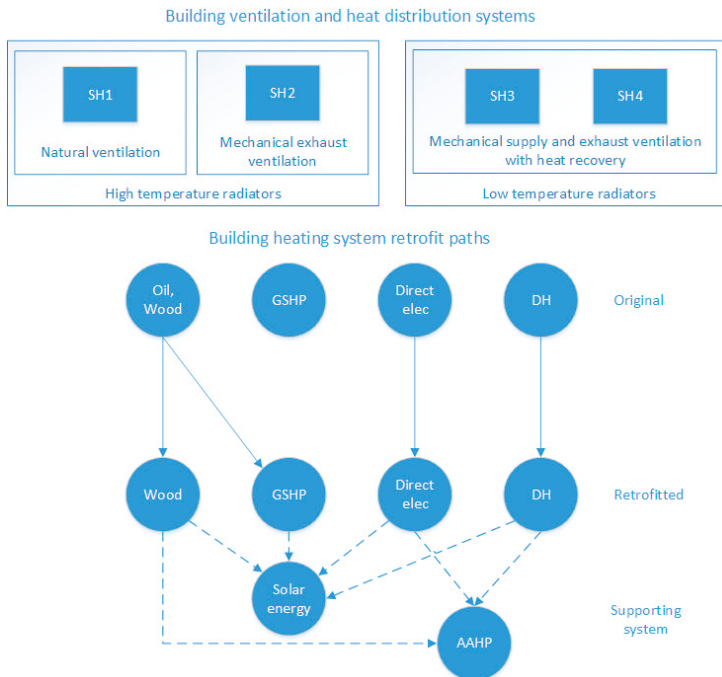 Building ventilation and heat distribution systems
SH1
SH2
SH3
SH4
Natural ventilation
Mechanical exhaust
ventilation
Mechanical supply and exhaust ventilation
with heat recovery
High temperature radiators
Low temperature radiators
Building heating system retrofit paths
Oil,
Wood
GSHP
Direct
elec
DH
Original
Wood
GSHP
Direct
elec
DH
Retrofitted
Solar
energy
Supporting
system
AAHP